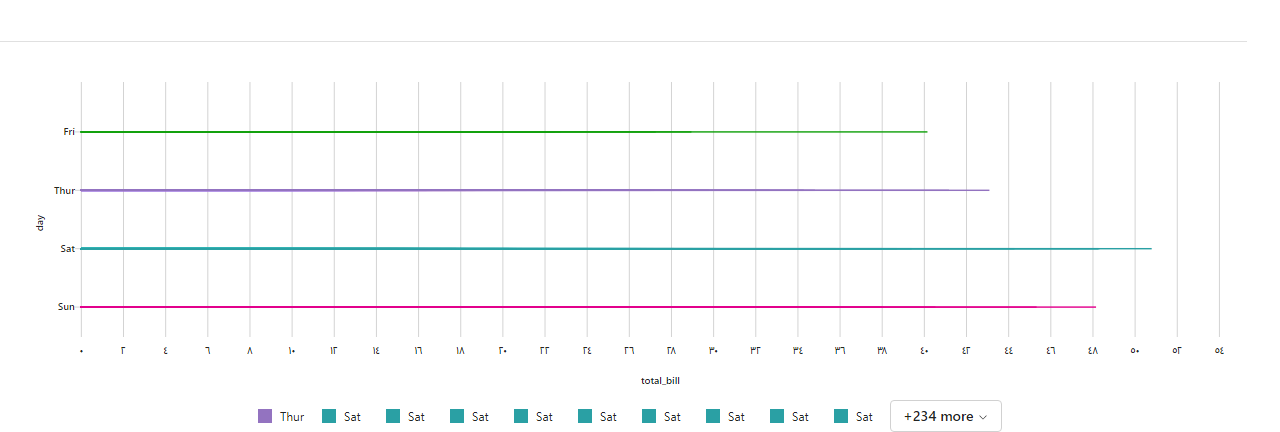 Fri
Thur
day
Sat
Sun
٠ ٢ ٤ ٦ ٨ ١٠ ١٢ ١٤ ١٦ ١٨ ٢٠ ٢٢ ٢٤ ٢٦ ٢٨ ٣٠ ٣٢ ٣٤ ٣٦ ٣٨ ٤٠ ٤٢ ٤٤ ٤٦ ٤٨ ٥٠ ٥٢ ٥٤
total_bill
Thur Sat Sat Sat Sat Sat Sat Sat Sat Sat +234 more